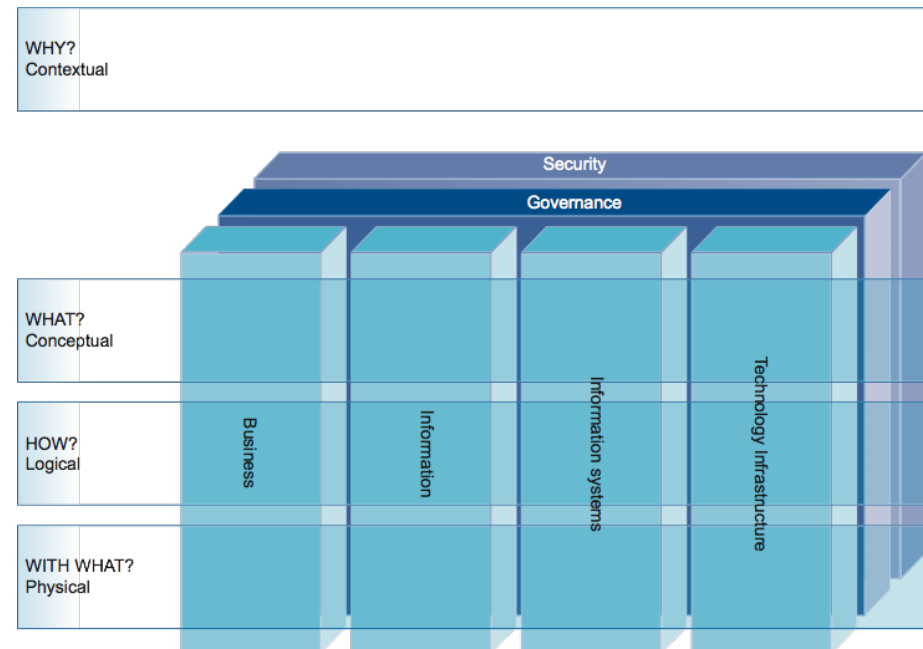 WHY?
Contextual
Security
Governance
WHAT?
Conceptual
HOW?
Logical
WITH WHAT?
Physical
Business
Information
Information systems
Technology Infrastructure